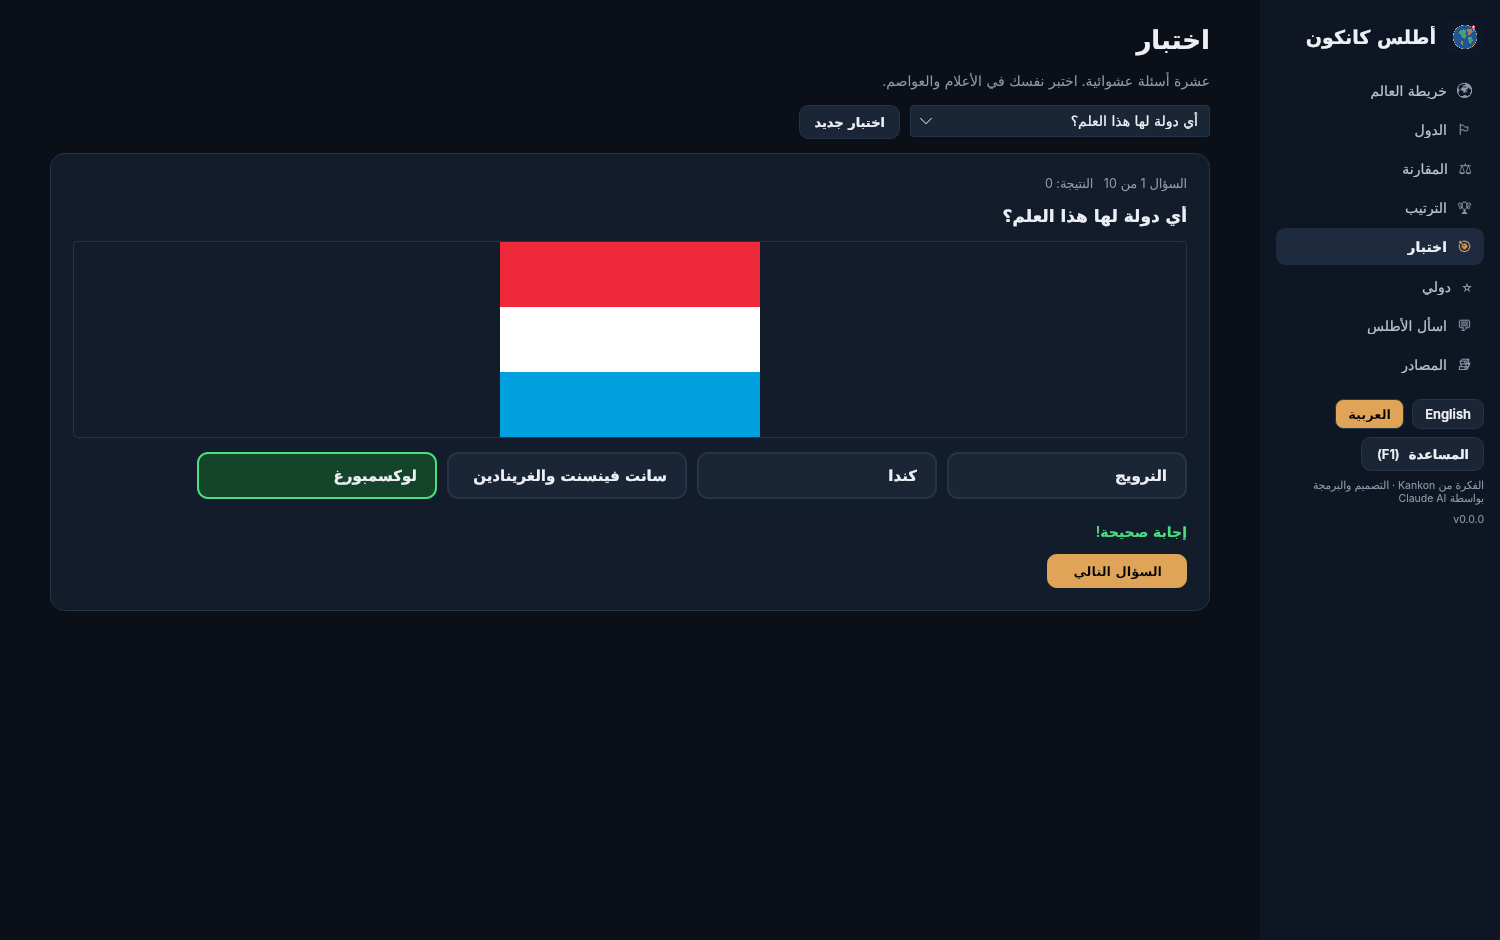 أطلس كانكون
خريطة العالم
الدول
المقارنة
الترتيب
اختبار
دولي
اسأل الأطلس
المصادر
English
العربية
المساعدة (F1)
الفكرة من Kankon · التصميم والبرمجة
بواسطة Claude AI
v0.0.0
اختبار
عشرة أسئلة عشوائية. اختبر نفسك في الأعلام والعواصم.
أي دولة لها هذا العلم؟
اختبار جديد
السؤال 1 من 10 النتيجة: 0
أي دولة لها هذا العلم؟
النرويج
كندا
سانت فينسنت والغرينادين
لوكسمبورغ
إجابة صحيحة!
السؤال التالي